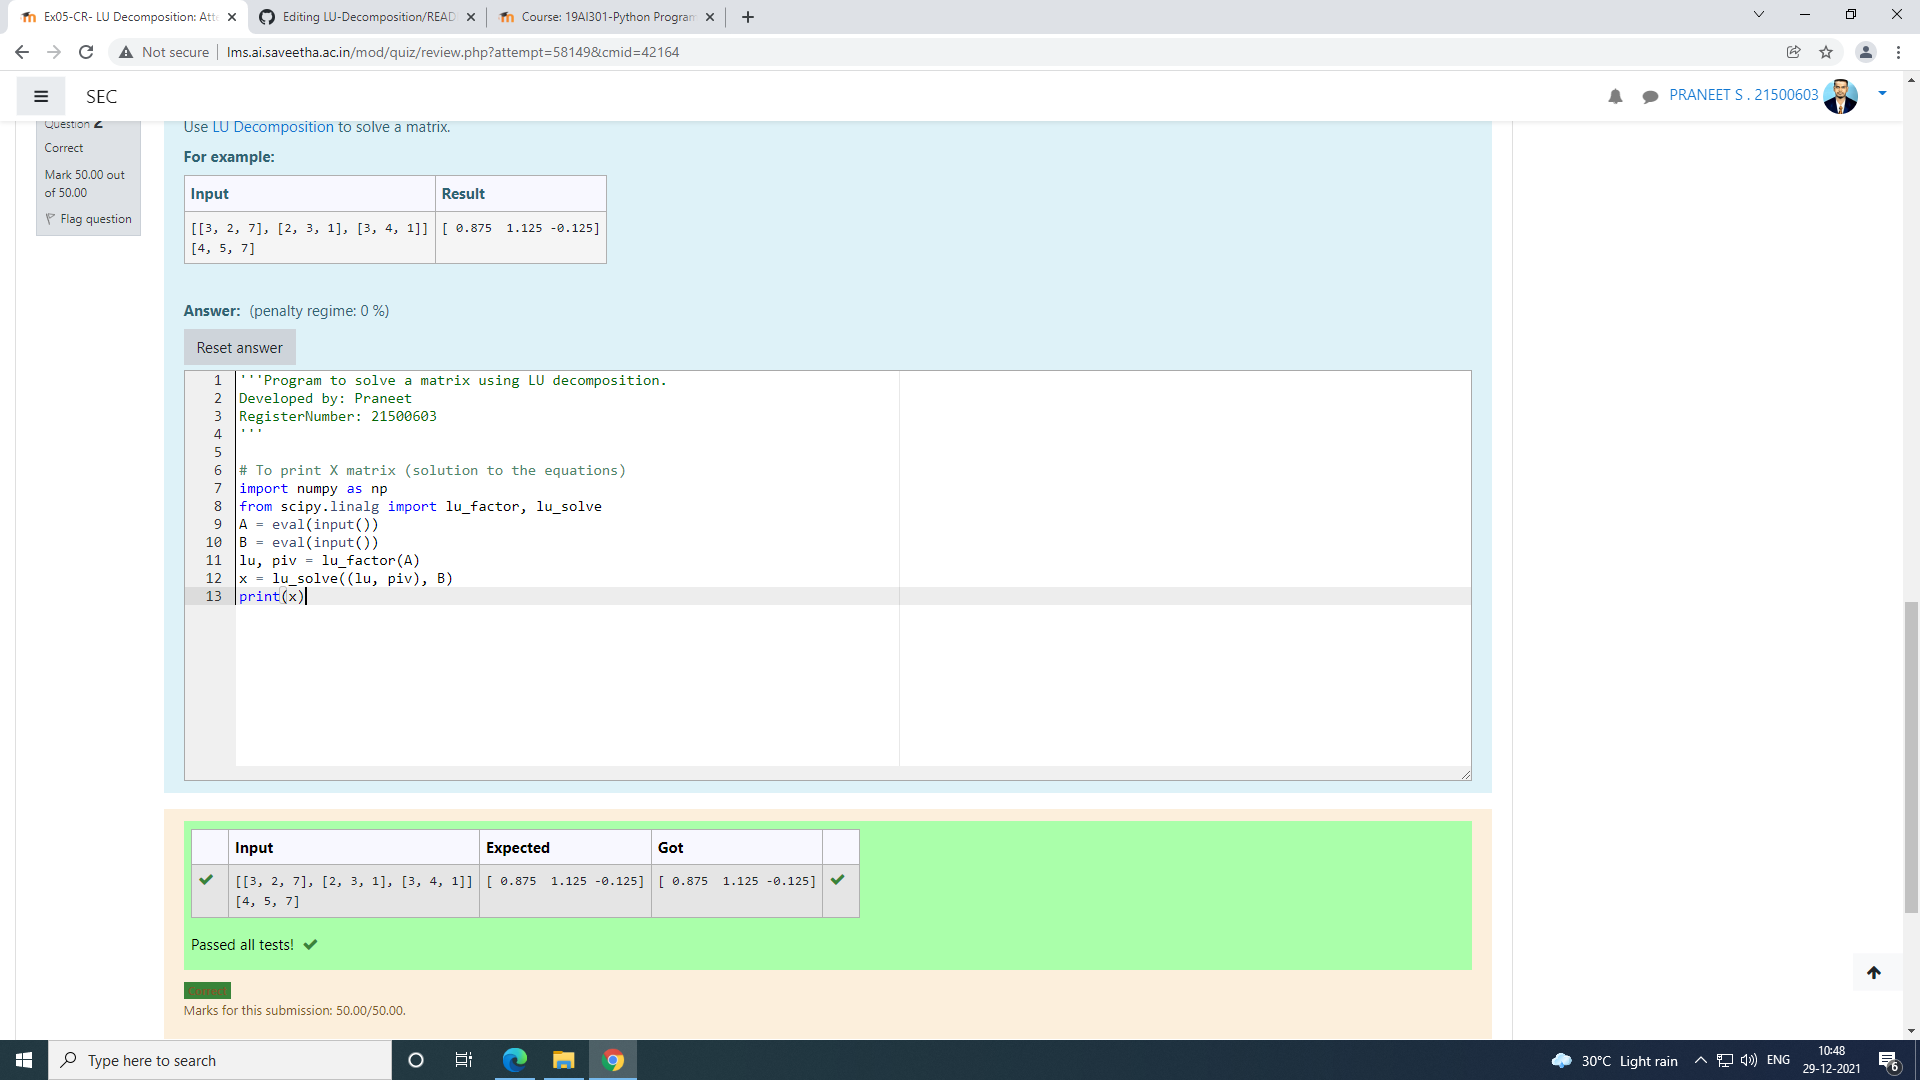 Ex05-CR- LU Decomposition: Att
Editing LU-Decomposition/READ
Course: 19AI301-Python Program
Not secure
lms.ai.saveetha.ac.in/mod/quiz/review.php?attempt=58149&cmid=42164
SEC
PRANEET S . 21500603
Question 2
Correct
Mark 50.00 out
of 50.00
Flag question
Use LU Decomposition to solve a matrix.
For example:
Input Result
[[3, 2, 7], [2, 3, 1], [3, 4, 1]] [ 0.875  1.125 -0.125]
[4, 5, 7]
Answer: (penalty regime: 0 %)
Reset answer
1 '''Program to solve a matrix using LU decomposition.
2 Developed by: Praneet
3 RegisterNumber: 21500603
4 '''
5
6 # To print X matrix (solution to the equations)
7 import numpy as np
8 from scipy.linalg import lu_factor, lu_solve
9 A = eval(input())
10 B = eval(input())
11 lu, piv = lu_factor(A)
12 x = lu_solve((lu, piv), B)
13 print(x)
Input Expected Got
[[3, 2, 7], [2, 3, 1], [3, 4, 1]] [ 0.875  1.125 -0.125] [ 0.875  1.125 -0.125]
[4, 5, 7]
Passed all tests!
Correct
Marks for this submission: 50.00/50.00.
Type here to search
30°C Light rain
ENG
10:48
29-12-2021
6